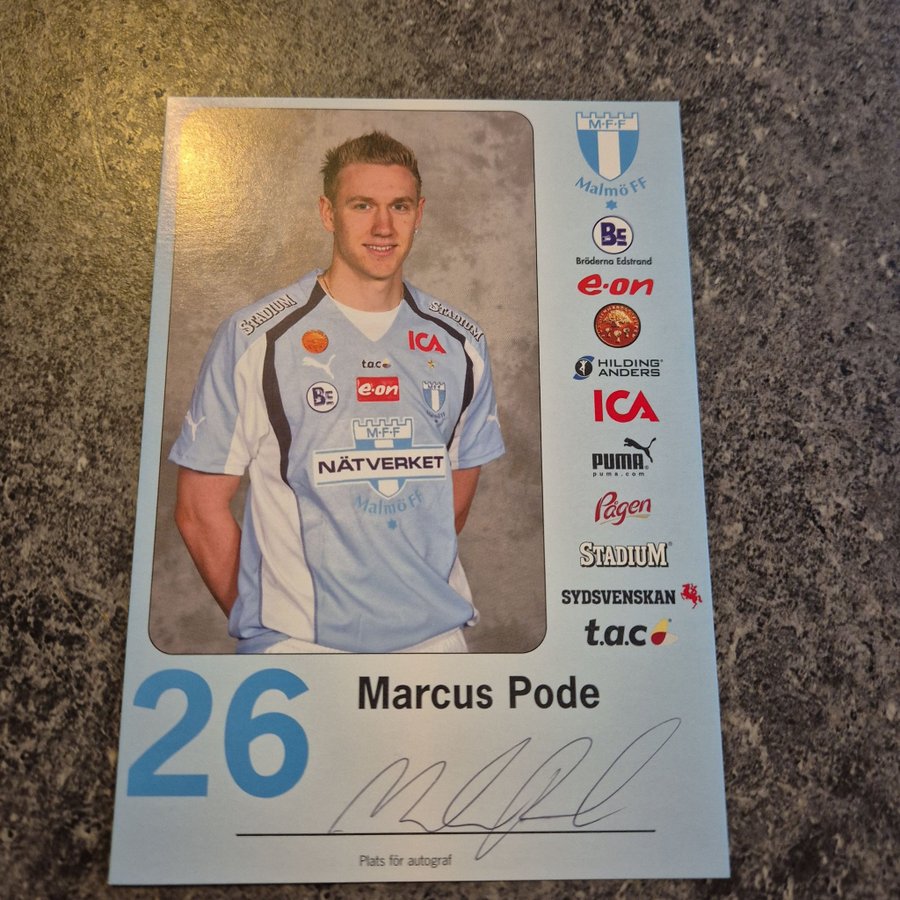 STADIUM
STADIUM
ICA
t.a.c
BE
e·on
M·F·F
M·F·F
NÄTVERKET
Malmö FF
M·F·F
Malmö FF
BE
Bröderna Edstrand
e·on
HILDING®
ANDERS
ICA
PUMA®
puma.com
Pågen
STADIUM®
SYDSVENSKAN
t.a.c
26
Marcus Pode
Plats för autograf